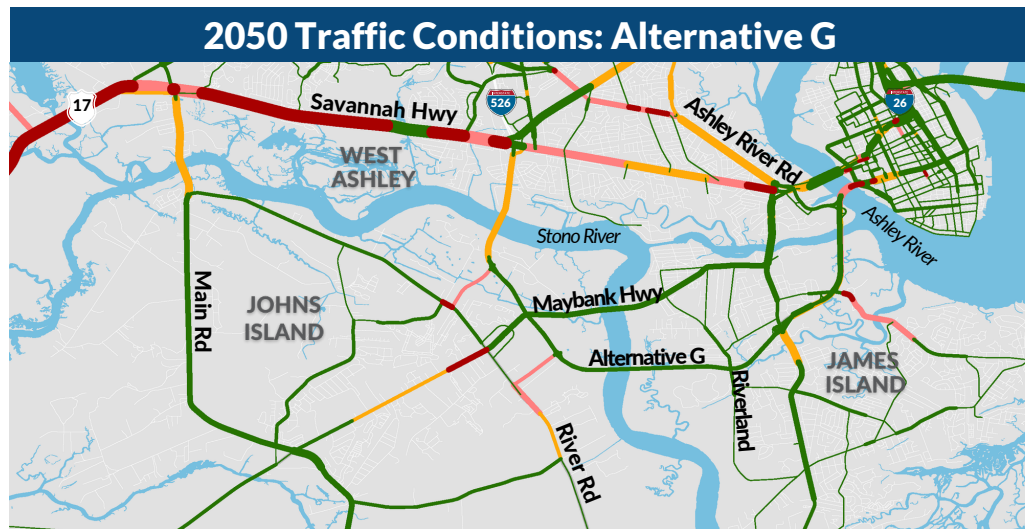 2050 Traffic Conditions: Alternative G
17
Savannah Hwy
526
26
Ashley River Rd
WEST
ASHLEY
Stono River
Ashley River
Main Rd
JOHNS
ISLAND
Maybank Hwy
Alternative G
Riverland
JAMES
ISLAND
River Rd